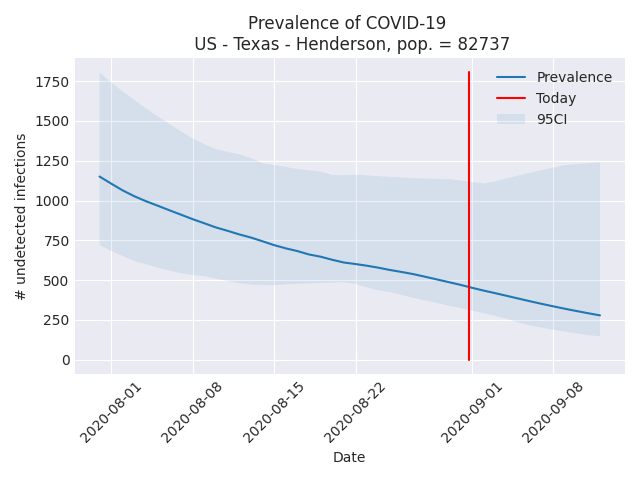 Prevalence of COVID-19
US - Texas - Henderson, pop. = 82737
Prevalence
Today
95CI
# undetected infections
1750
1500
1250
1000
750
500
250
0
2020-08-01
2020-08-08
2020-08-15
2020-08-22
2020-09-01
2020-09-08
Date